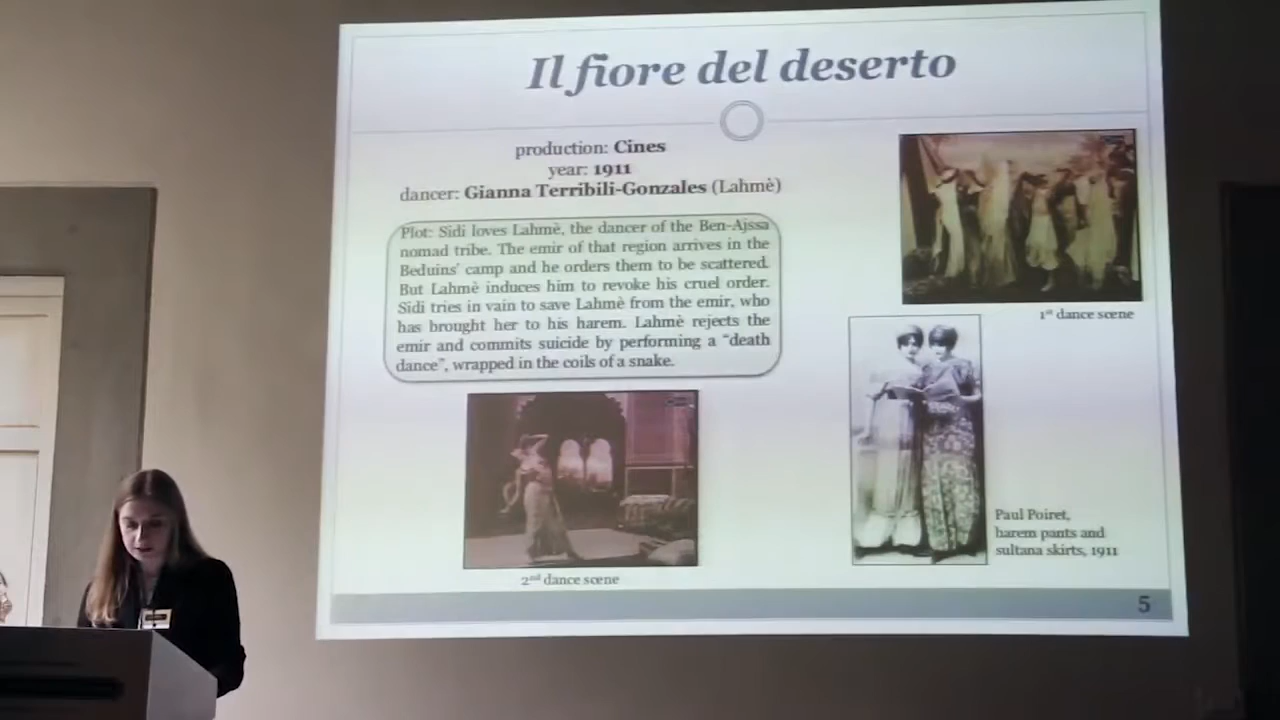 Il fiore del deserto
production: Cines
year: 1911
dancer: Gianna Terribili-Gonzales (Lahmè)
Plot: Sidi loves Lahmè, the dancer of the Ben-Ajssa
nomad tribe. The emir of that region arrives in the
Beduins' camp and he orders them to be scattered.
But Lahmè induces him to revoke his cruel order.
Sidi tries in vain to save Lahmè from the emir, who
has brought her to his harem. Lahmè rejects the
emir and commits suicide by performing a “death
dance”, wrapped in the coils of a snake.
1st dance scene
2nd dance scene
Paul Poiret,
harem pants and
sultana skirts, 1911
5